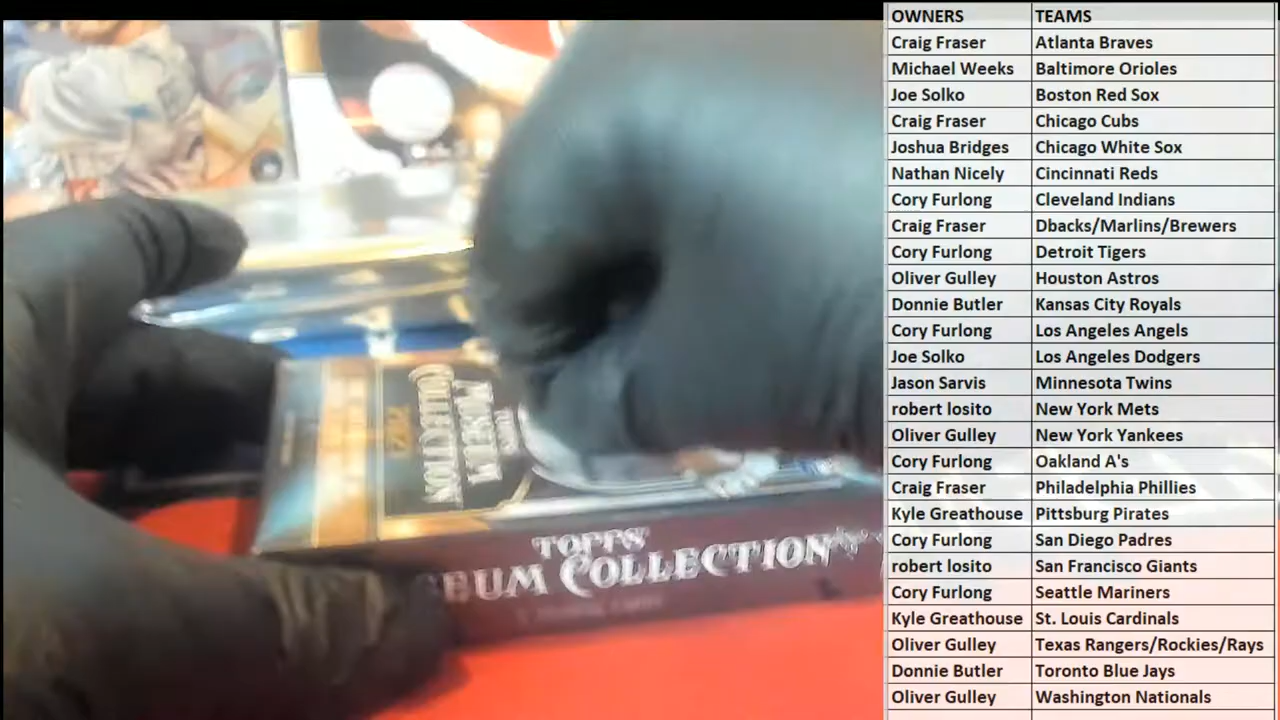 OWNERS TEAMS
Craig Fraser Atlanta Braves
Michael Weeks Baltimore Orioles
Joe Solko Boston Red Sox
Craig Fraser Chicago Cubs
Joshua Bridges Chicago White Sox
Nathan Nicely Cincinnati Reds
Cory Furlong Cleveland Indians
Craig Fraser Dbacks/Marlins/Brewers
Cory Furlong Detroit Tigers
Oliver Gulley Houston Astros
Donnie Butler Kansas City Royals
Cory Furlong Los Angeles Angels
Joe Solko Los Angeles Dodgers
Jason Sarvis Minnesota Twins
robert losito New York Mets
Oliver Gulley New York Yankees
Cory Furlong Oakland A's
Craig Fraser Philadelphia Phillies
Kyle Greathouse Pittsburg Pirates
Cory Furlong San Diego Padres
robert losito San Francisco Giants
Cory Furlong Seattle Mariners
Kyle Greathouse St. Louis Cardinals
Oliver Gulley Texas Rangers/Rockies/Rays
Donnie Butler Toronto Blue Jays
Oliver Gulley Washington Nationals
TOPPS
MUSEUM
COLLECTION
TOPPS
EUM COLLECTION